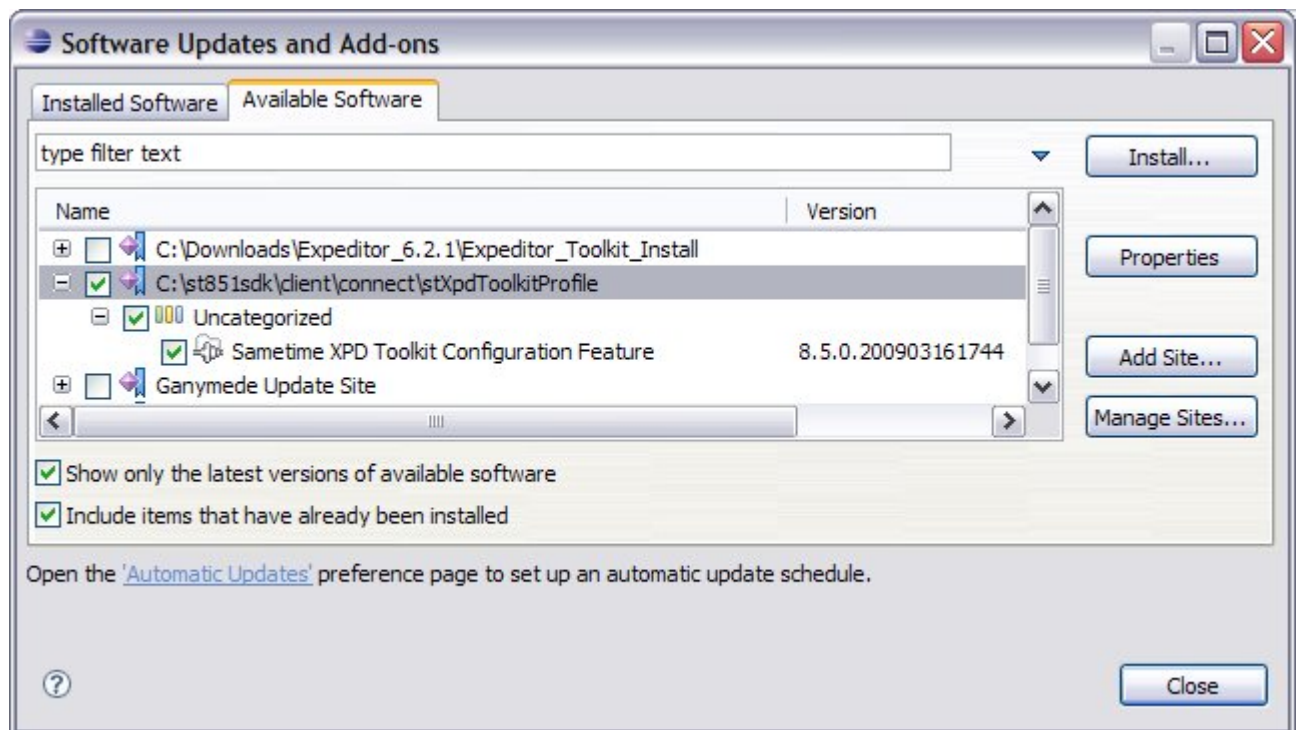 Software Updates and Add-ons
Installed Software Available Software
type filter text Install...
Name Version
C:\Downloads\Expeditor_6.2.1\Expeditor_Toolkit_Install Properties
C:\st851sdk\client\connect\stXpdToolkitProfile
Uncategorized
Sametime XPD Toolkit Configuration Feature 8.5.0.200903161744 Add Site...
Ganymede Update Site
Manage Sites...
Show only the latest versions of available software
Include items that have already been installed
Open the 'Automatic Updates' preference page to set up an automatic update schedule.
Close